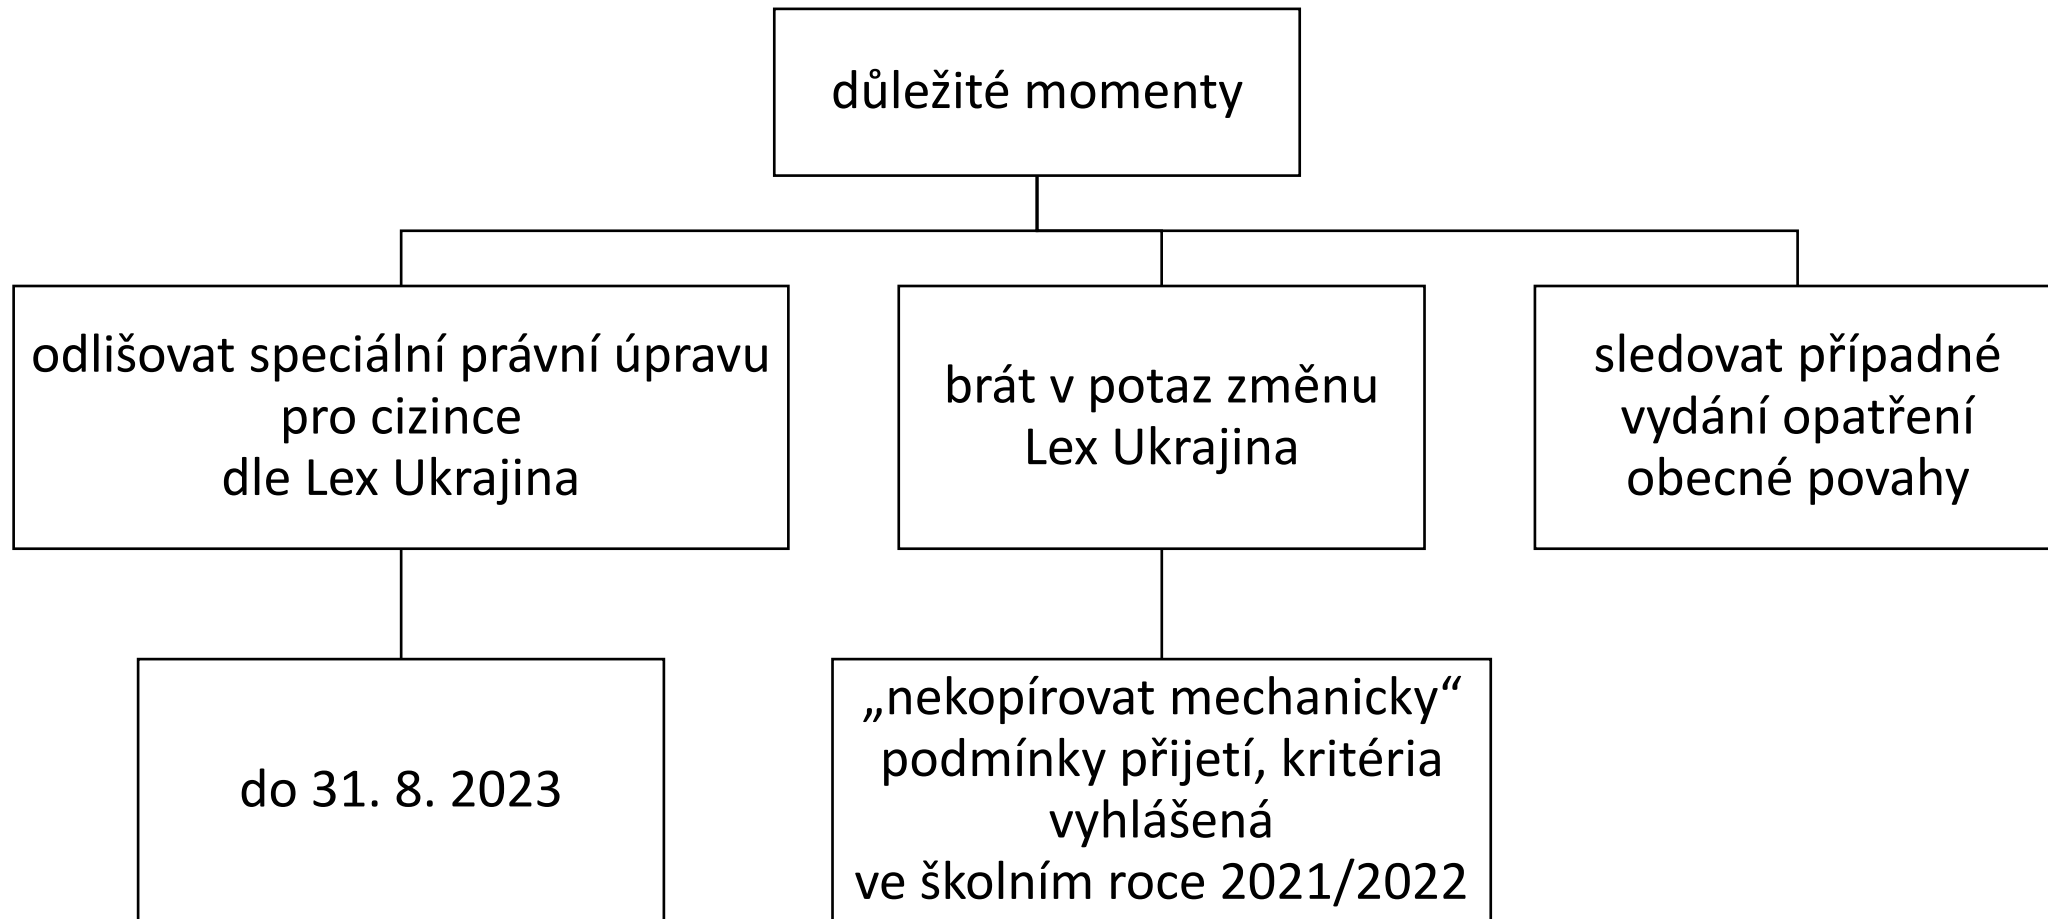 důležité momenty
odlišovat speciální právní úpravu
pro cizince
dle Lex Ukrajina
brát v potaz změnu
Lex Ukrajina
sledovat případné
vydání opatření
obecné povahy
do 31. 8. 2023
„nekopírovat mechanicky“
podmínky přijetí, kritéria
vyhlášená
ve školním roce 2021/2022